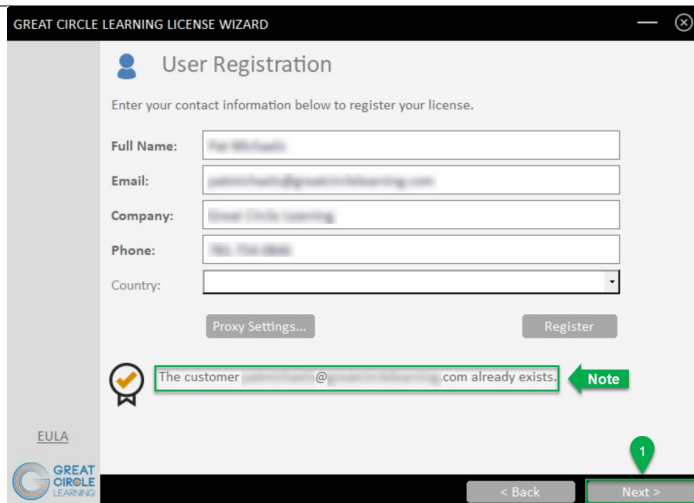 GREAT CIRCLE LEARNING LICENSE WIZARD
User Registration
Enter your contact information below to register your license.
Full Name:
Email:
Company:
Phone:
Country:
Proxy Settings...
Register
The customer @ .com already exists.
Note
EULA
1
GREAT
CIRCLE
LEARNING
< Back
Next >